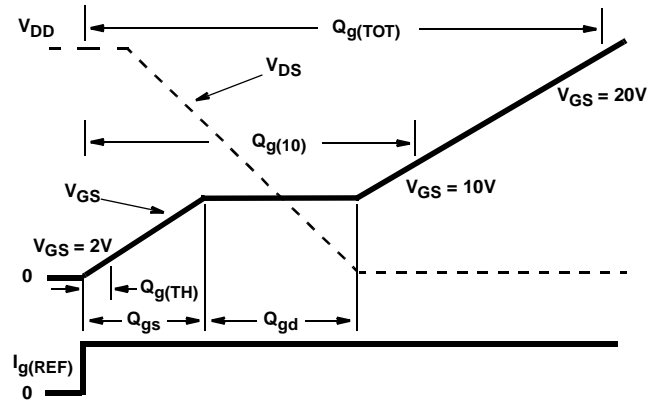 V_DD
Q_g(TOT)
V_DS
V_GS = 20V
Q_g(10)
V_GS
V_GS = 10V
V_GS = 2V
0
Q_g(TH)
Q_gs
Q_gd
I_g(REF)
0